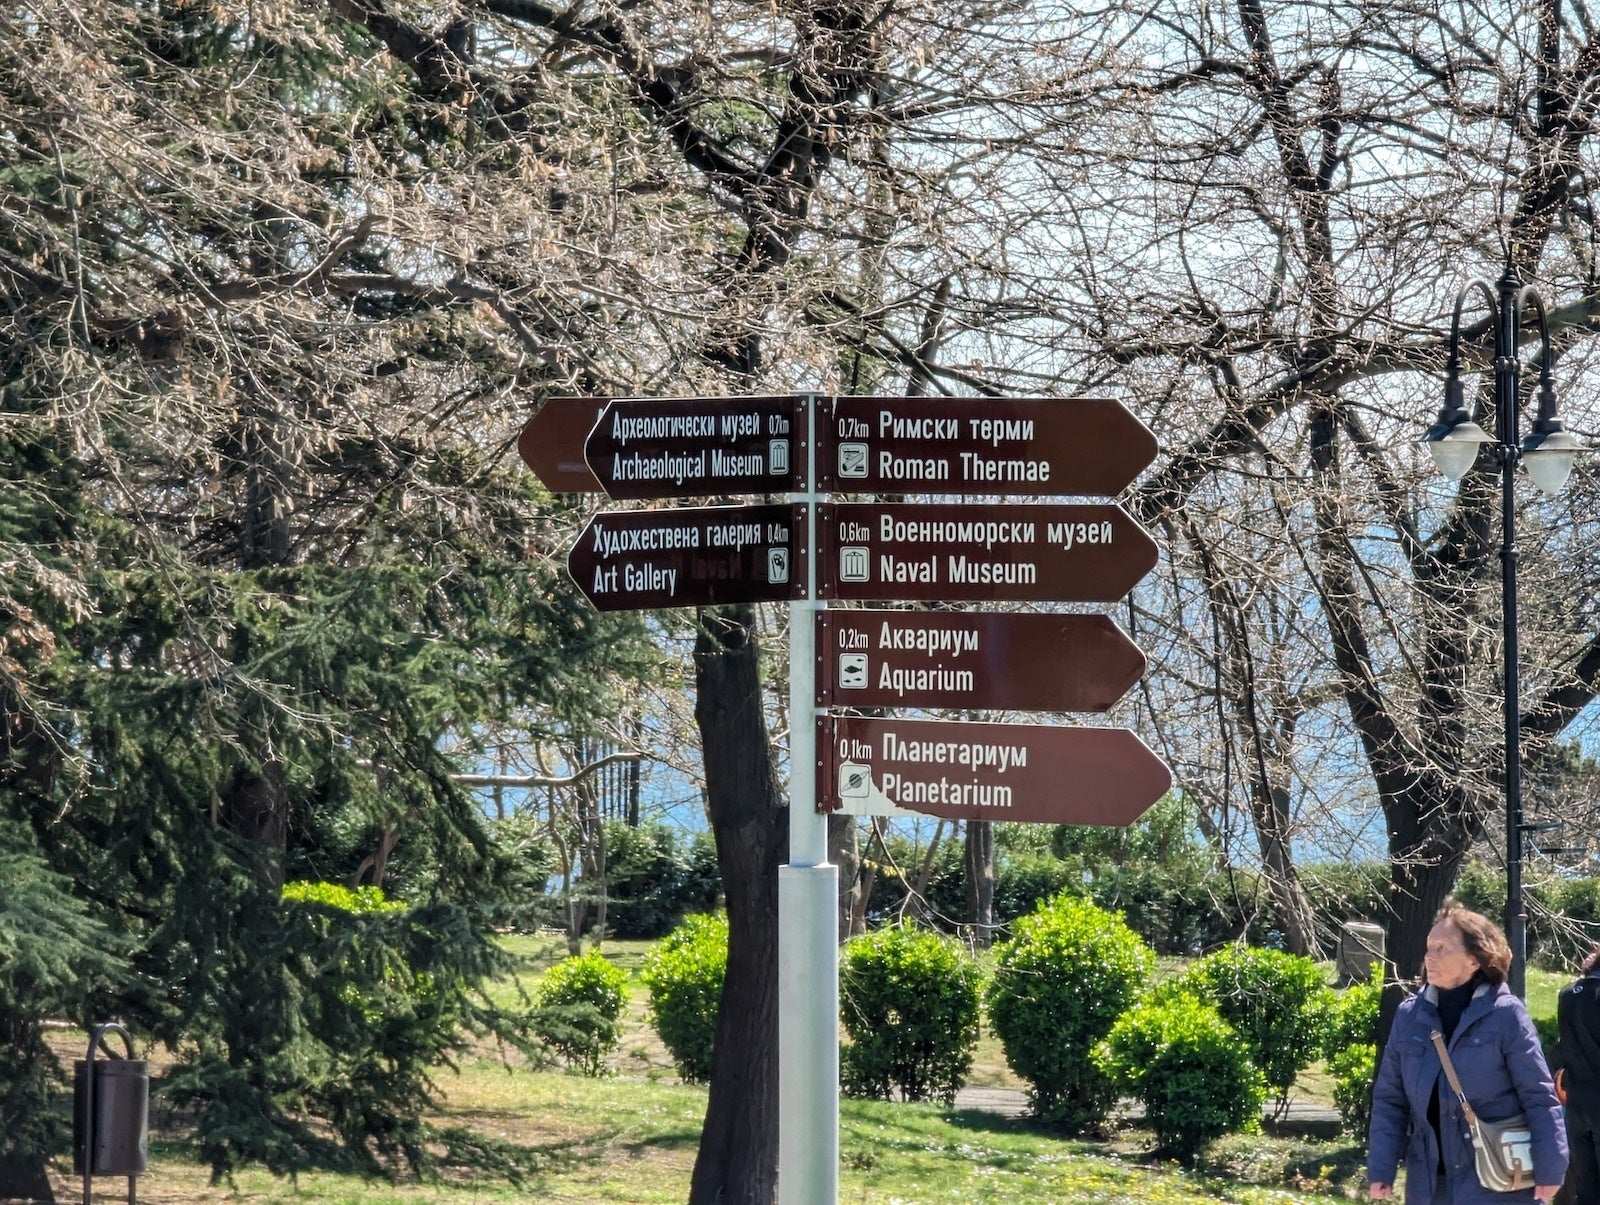 Археологически музей 0,7km
Archaeological Museum
Художествена галерия 0,4km
Art Gallery
0,7km Римски терми
Roman Thermae
0,6km Военноморски музей
Naval Museum
0,2km Аквариум
Aquarium
0,1km Планетариум
Planetarium